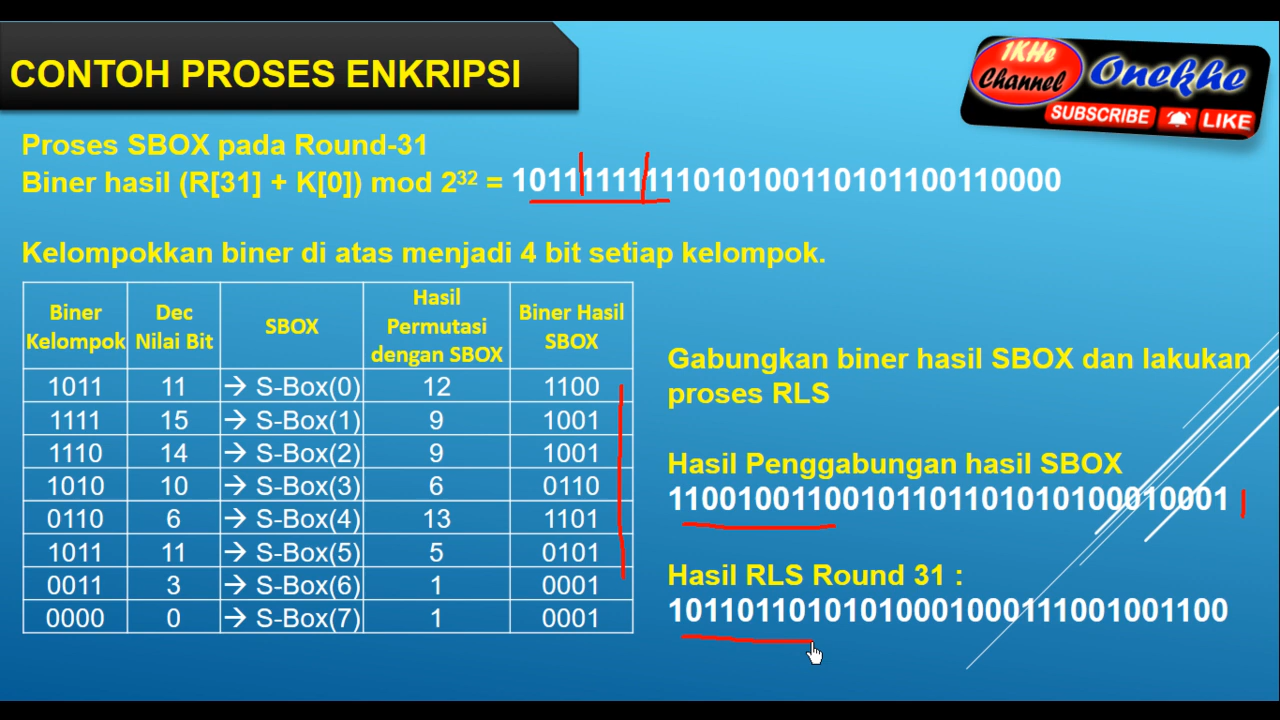 CONTOH PROSES ENKRIPSI
1KHe
Channel
Onekhe
SUBSCRIBE LIKE
Proses SBOX pada Round-31
Biner hasil (R[31] + K[0]) mod 2³² = 10111111111010100110101100110000
Kelompokkan biner di atas menjadi 4 bit setiap kelompok.
Biner Kelompok | Dec Nilai Bit | SBOX | Hasil Permutasi dengan SBOX | Biner Hasil SBOX
1011 | 11 | → S-Box(0) | 12 | 1100
1111 | 15 | → S-Box(1) | 9 | 1001
1110 | 14 | → S-Box(2) | 9 | 1001
1010 | 10 | → S-Box(3) | 6 | 0110
0110 | 6 | → S-Box(4) | 13 | 1101
1011 | 11 | → S-Box(5) | 5 | 0101
0011 | 3 | → S-Box(6) | 1 | 0001
0000 | 0 | → S-Box(7) | 1 | 0001
Gabungkan biner hasil SBOX dan lakukan
proses RLS
Hasil Penggabungan hasil SBOX
11001001100101101101010100010001
Hasil RLS Round 31 :
10110110101010001000111001001100